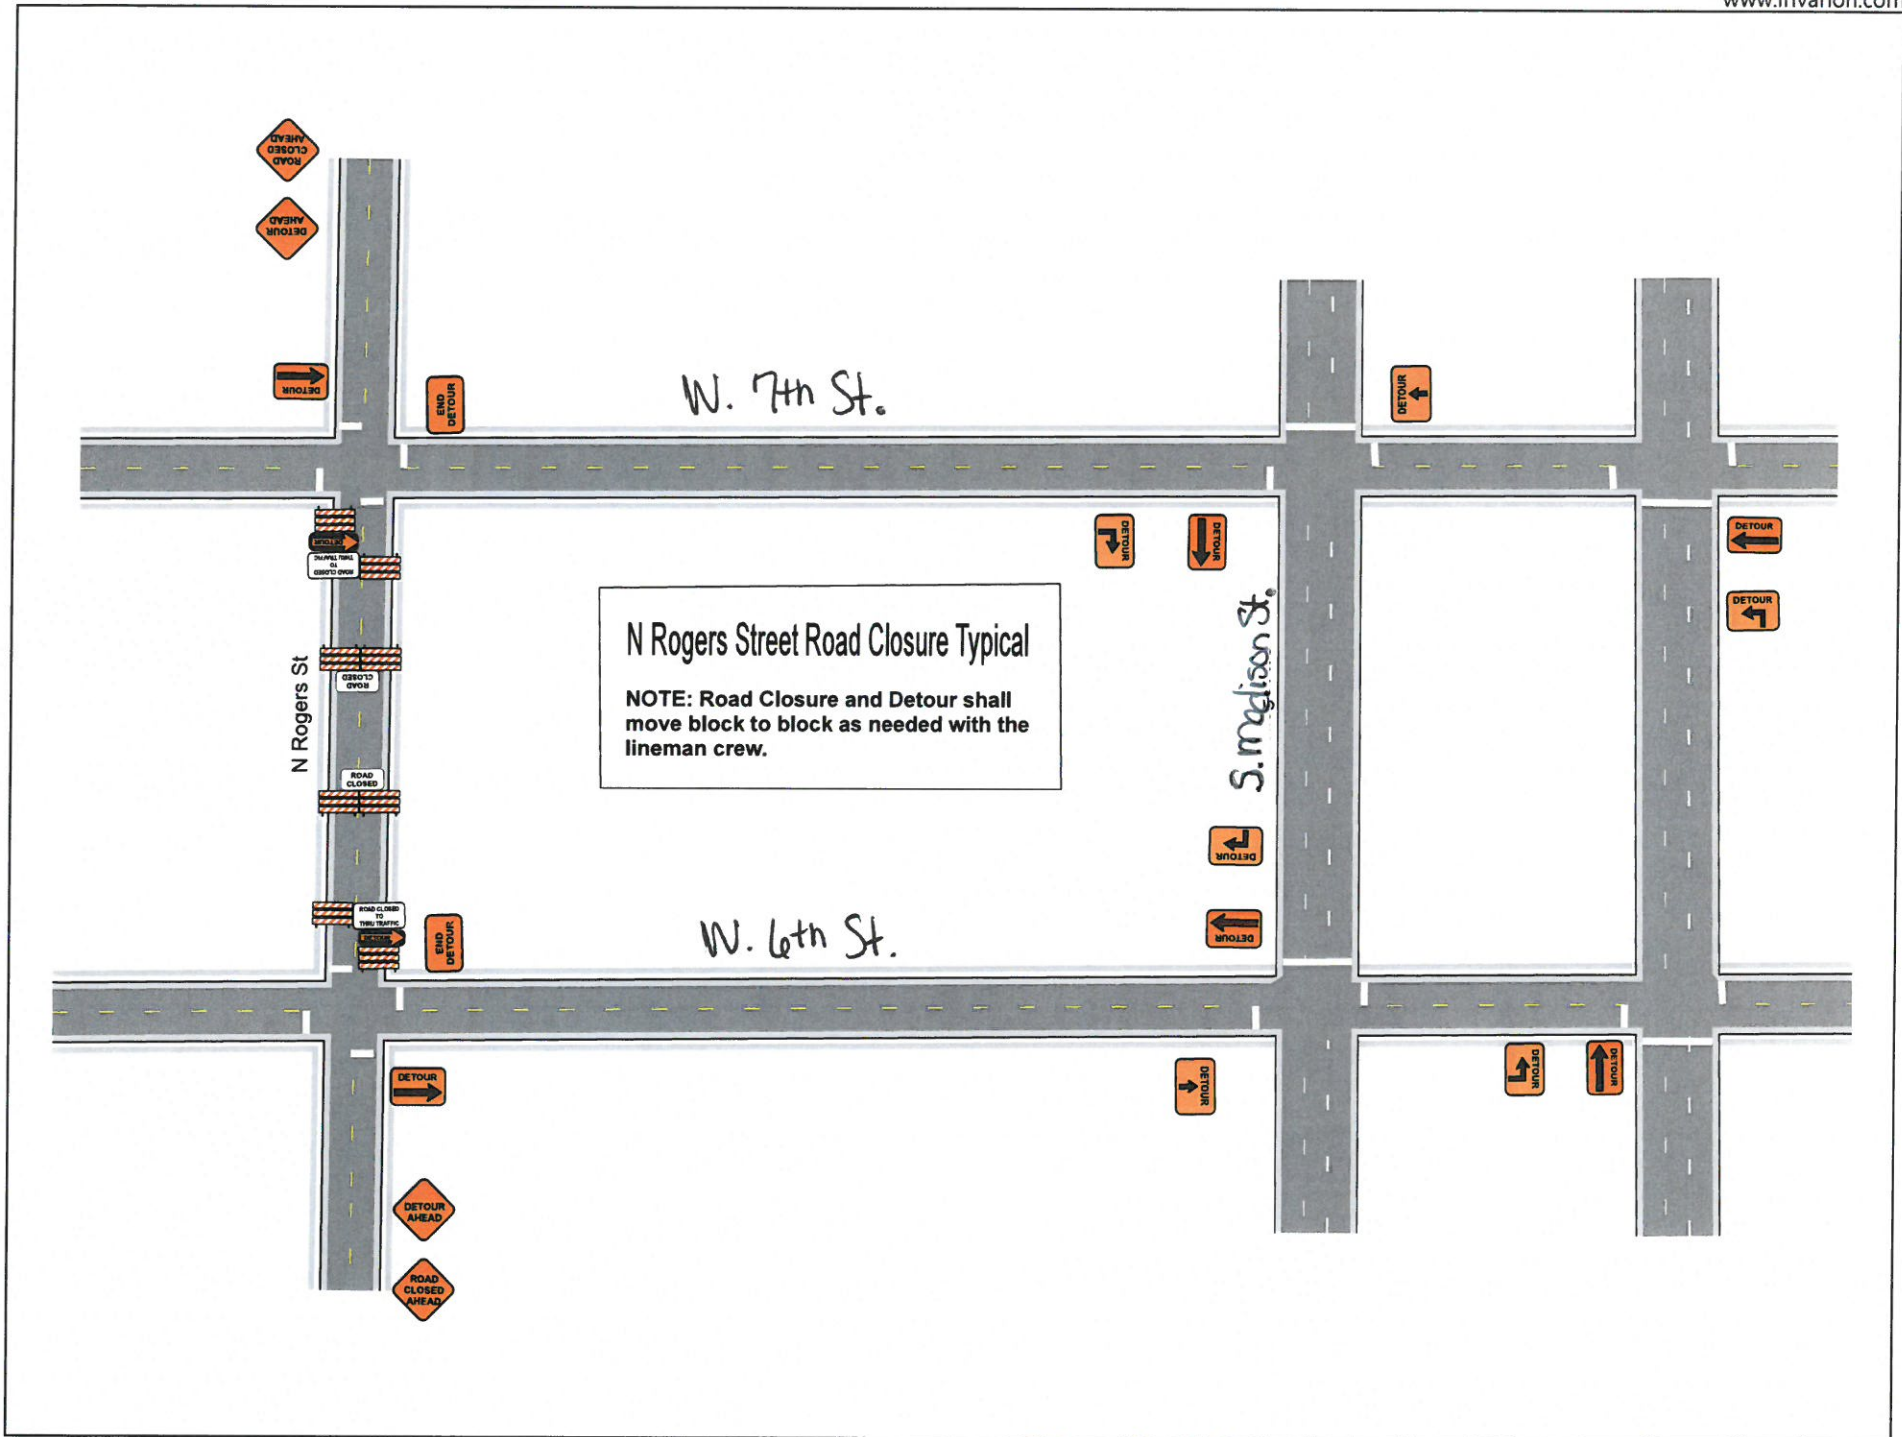 www.invarion.com
ROAD
CLOSED
AHEAD
DETOUR
AHEAD
DETOUR
END
DETOUR
W. 7th St.
DETOUR
DETOUR
ROAD CLOSED
TO
THRU TRAFFIC
DETOUR
DETOUR
DETOUR
DETOUR
N Rogers St
ROAD
CLOSED
N Rogers Street Road Closure Typical
NOTE: Road Closure and Detour shall
move block to block as needed with the
lineman crew.
S. Madison St.
ROAD
CLOSED
DETOUR
ROAD CLOSED
TO
THRU TRAFFIC
DETOUR
END
DETOUR
W. 6th St.
DETOUR
DETOUR
DETOUR
DETOUR
DETOUR
DETOUR
AHEAD
ROAD
CLOSED
AHEAD